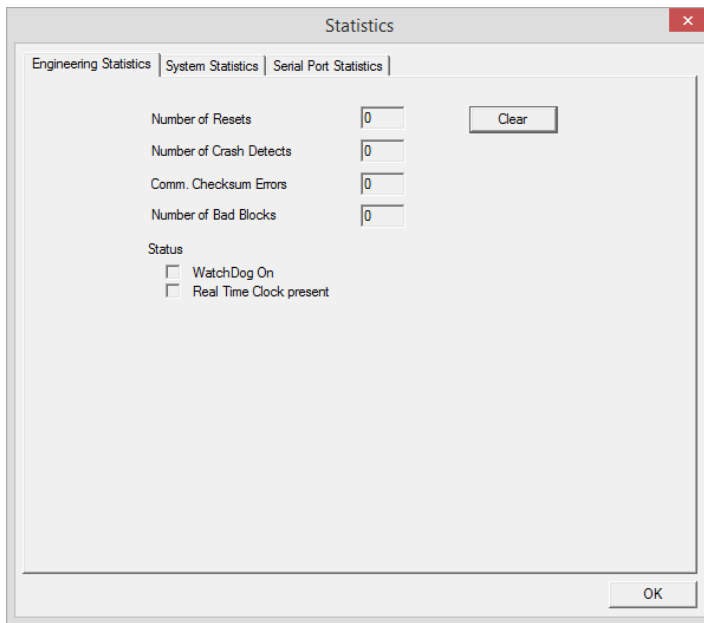 Statistics
Engineering Statistics System Statistics Serial Port Statistics
Number of Resets 0 Clear
Number of Crash Detects 0
Comm. Checksum Errors 0
Number of Bad Blocks 0
Status
WatchDog On
Real Time Clock present
OK